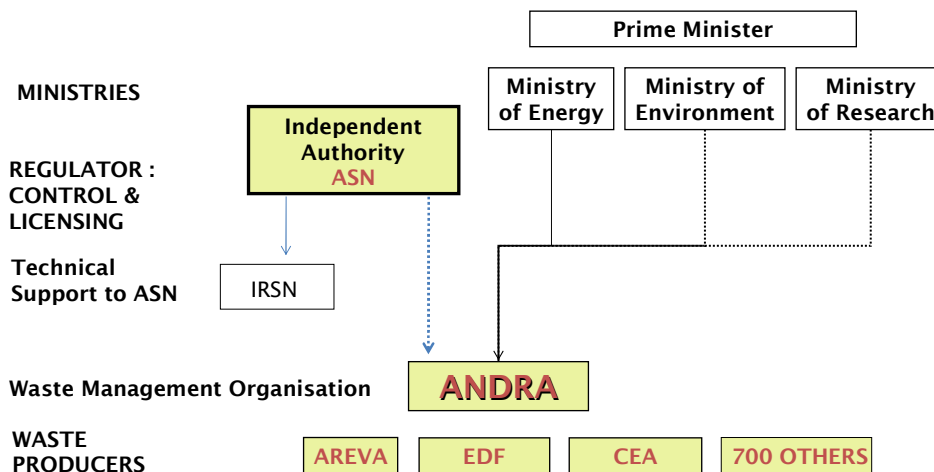 Prime Minister
MINISTRIES
Ministry
of Energy
Ministry of
Environment
Ministry
of Research
Independent
Authority
ASN
REGULATOR :
CONTROL &
LICENSING
Technical
Support to ASN
IRSN
Waste Management Organisation
ANDRA
WASTE
PRODUCERS
AREVA
EDF
CEA
700 OTHERS